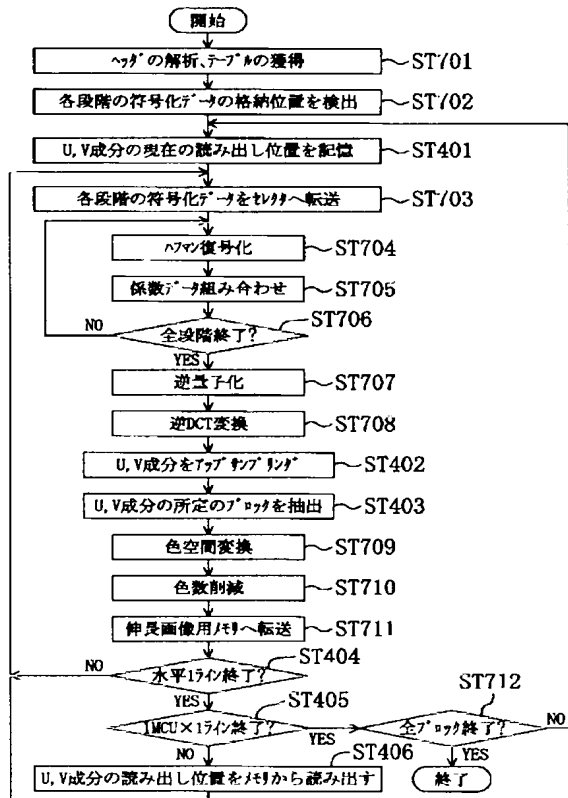 開始
ヘッダの解析、テーブルの獲得 ST701
各段階の符号化データの格納位置を検出 ST702
U,V成分の現在の読み出し位置を記憶 ST401
各段階の符号化データをセレクタへ転送 ST703
ハフマン復号化 ST704
係数データ組み合わせ ST705
全段階終了? ST706
NO
YES
逆量子化 ST707
逆DCT変換 ST708
U,V成分をアップサンプリング ST402
U,V成分の所定のブロックを抽出 ST403
色空間変換 ST709
色数削減 ST710
伸長画像用メモリへ転送 ST711
水平1ライン終了? ST404
NO
YES
1MCU×1ライン終了? ST405
YES
NO
全ブロック終了? ST712
NO
YES
U,V成分の読み出し位置をメモリから読み出す ST406
終了